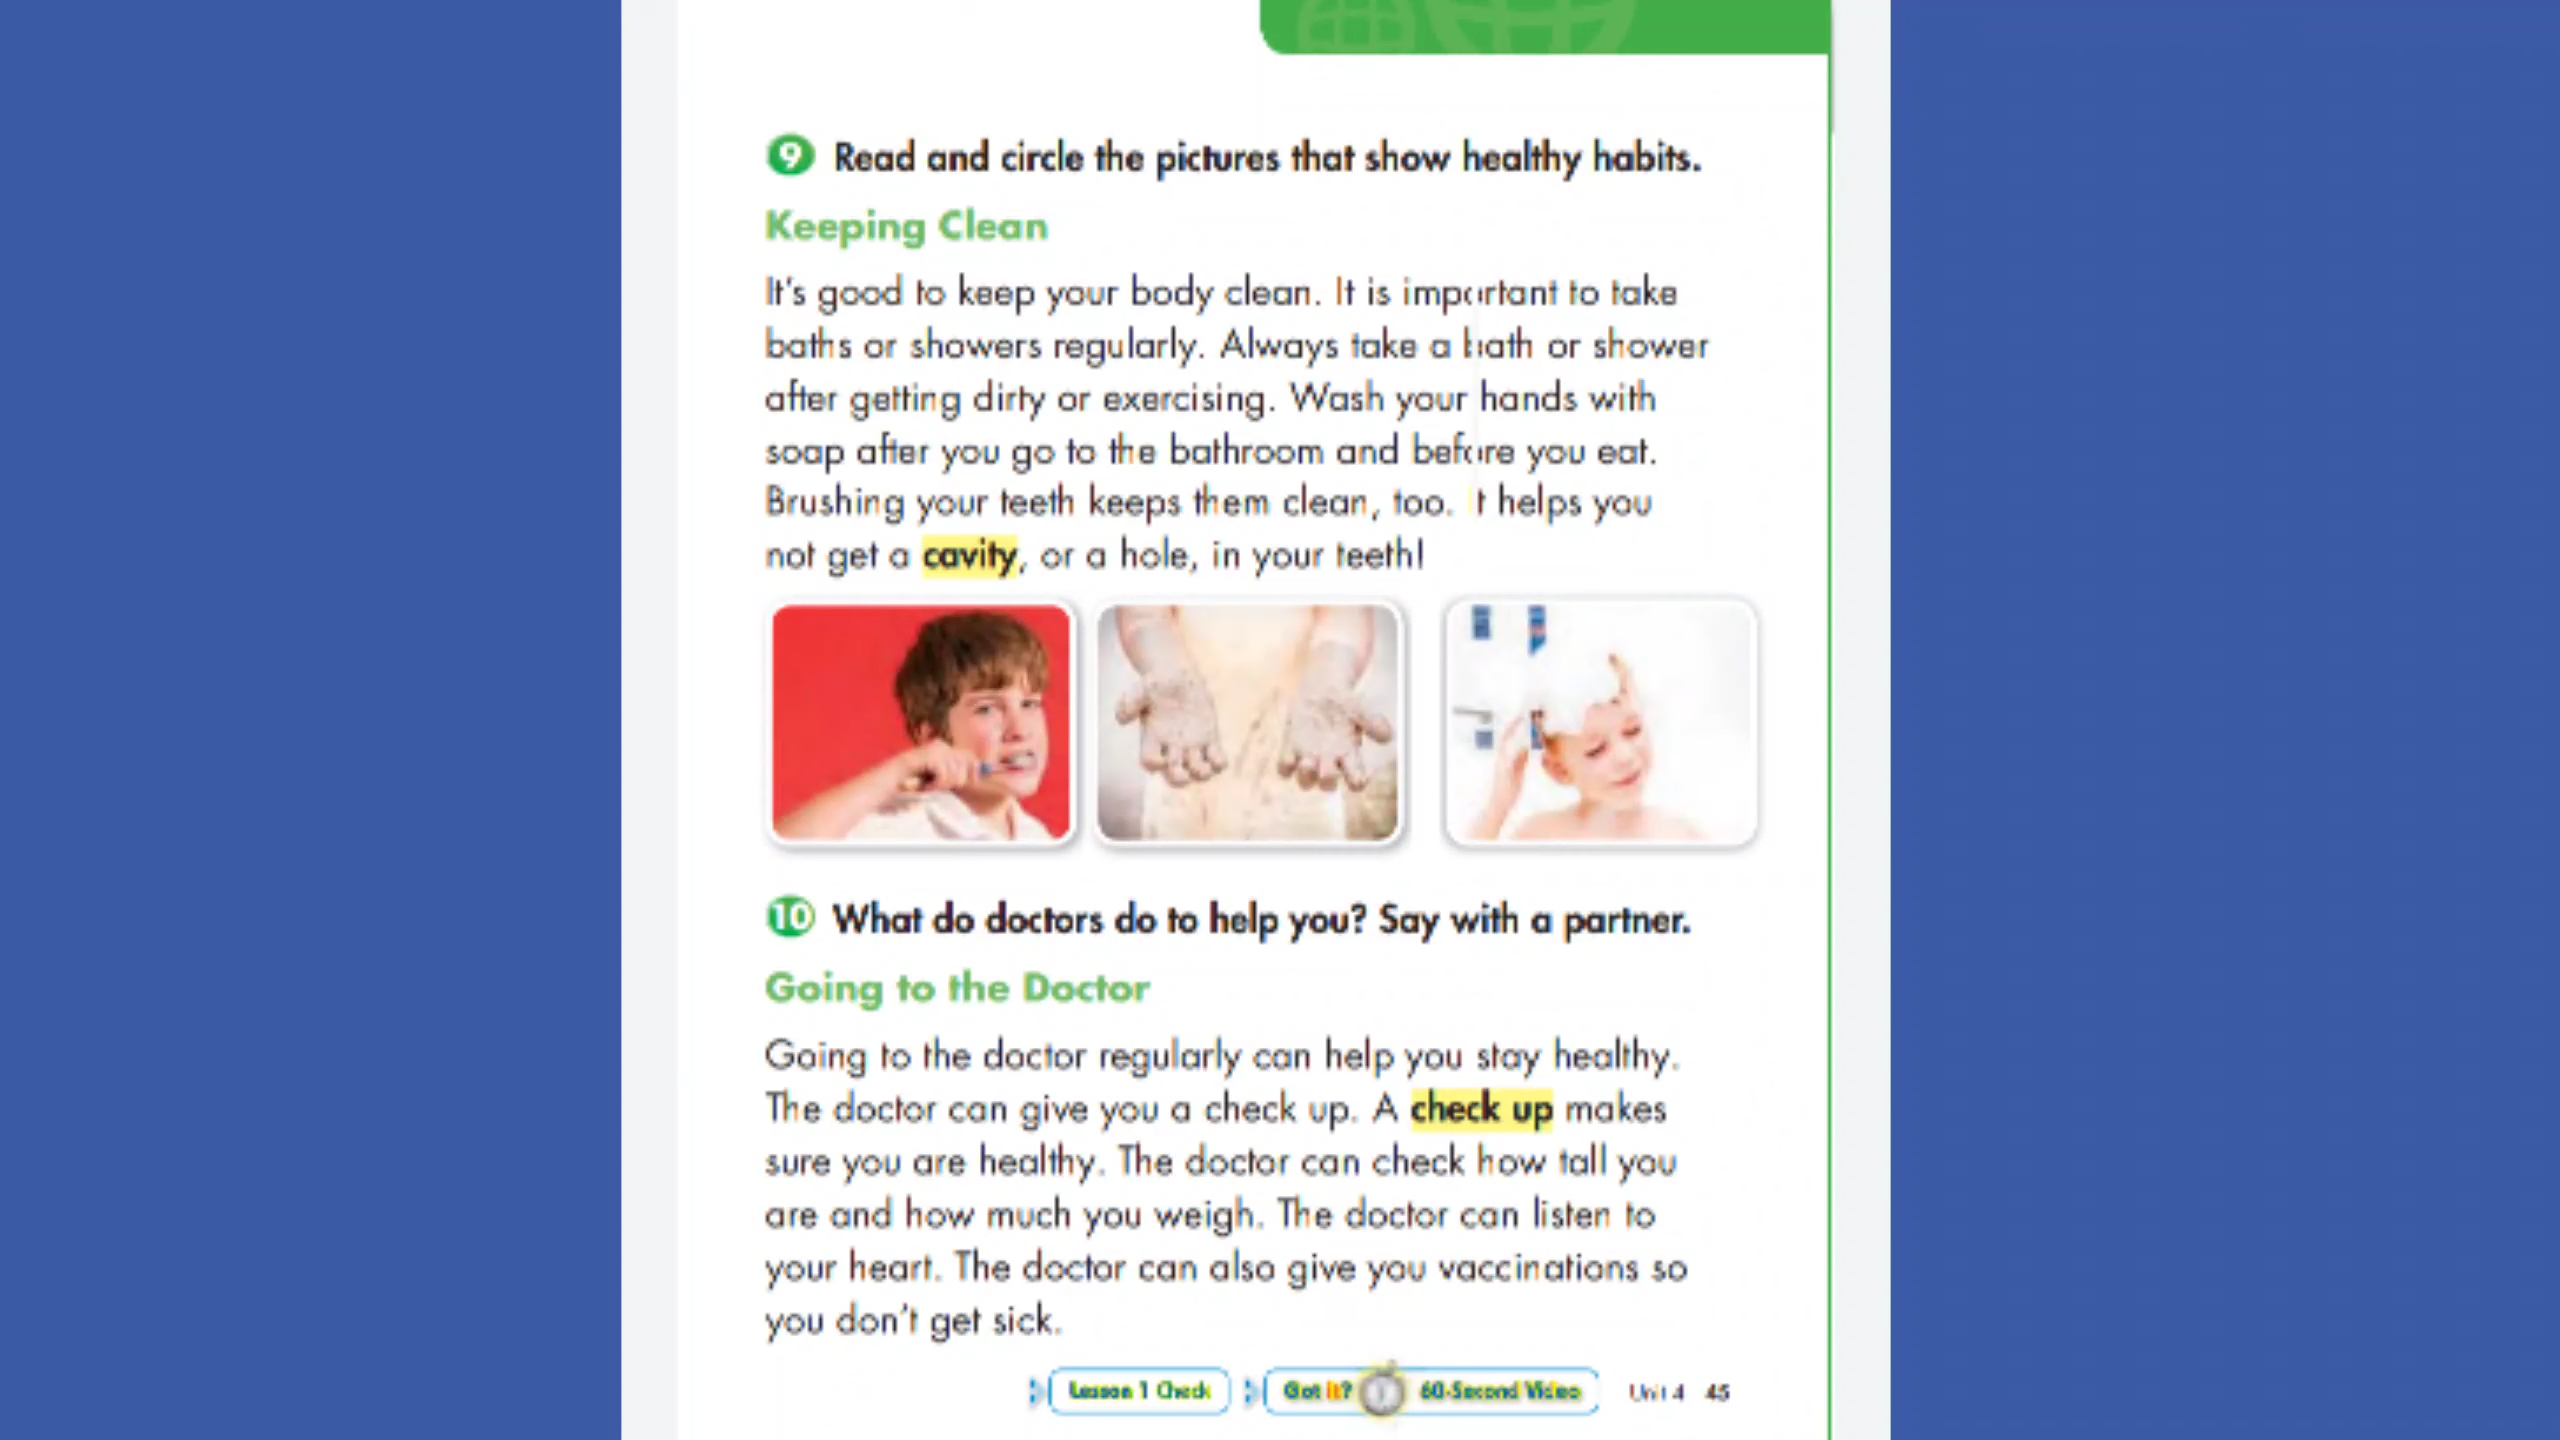 9 Read and circle the pictures that show healthy habits.
Keeping Clean
It's good to keep your body clean. It is important to take
baths or showers regularly. Always take a bath or shower
after getting dirty or exercising. Wash your hands with
soap after you go to the bathroom and before you eat.
Brushing your teeth keeps them clean, too. It helps you
not get a cavity, or a hole, in your teeth!
10 What do doctors do to help you? Say with a partner.
Going to the Doctor
Going to the doctor regularly can help you stay healthy.
The doctor can give you a check up. A check up makes
sure you are healthy. The doctor can check how tall you
are and how much you weigh. The doctor can listen to
your heart. The doctor can also give you vaccinations so
you don't get sick.
Lesson 1 Check Got It? 60-Second Video Unit 4 45